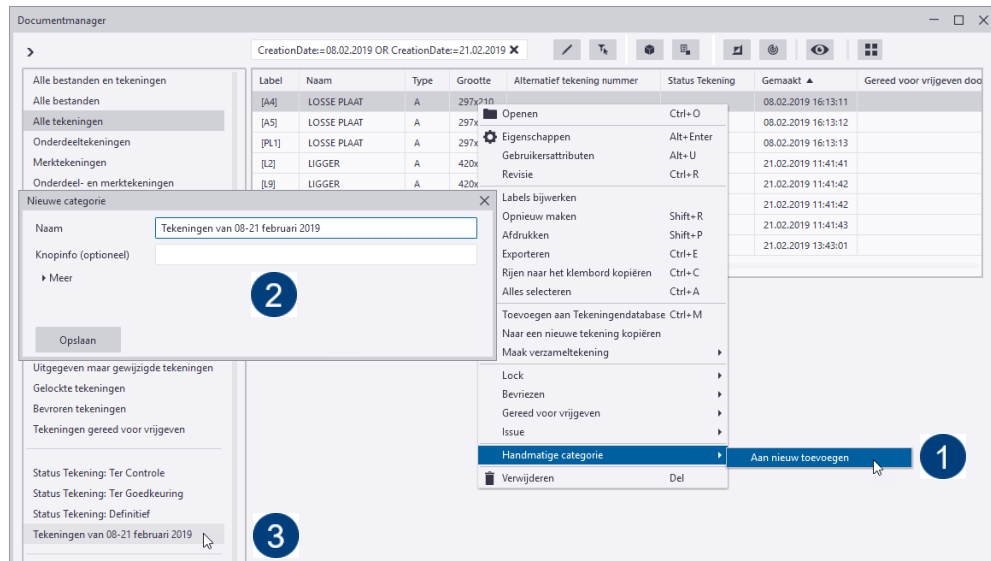 Documentmanager
CreationDate:=08.02.2019 OR CreationDate:=21.02.2019
Alle bestanden en tekeningen
Alle bestanden
Alle tekeningen
Onderdeeltekeningen
Merktekeningen
Onderdeel- en merktekeningen
Label Naam Type Grootte Alternatief tekening nummer Status Tekening Gemaakt Gereed voor vrijgeven doo
[A4] LOSSE PLAAT A 297x210 08.02.2019 16:13:11
[A5] LOSSE PLAAT A 297x 08.02.2019 16:13:12
[PL1] LOSSE PLAAT A 297x 08.02.2019 16:13:13
[L2] LIGGER A 420x 21.02.2019 11:41:41
[L9] LIGGER A 420x 21.02.2019 11:41:42
21.02.2019 11:41:42
21.02.2019 11:41:43
21.02.2019 13:43:01
Nieuwe categorie
Naam Tekeningen van 08-21 februari 2019
Knopinfo (optioneel)
Meer
2
Opslaan
Openen Ctrl+O
Eigenschappen Alt+Enter
Gebruikersattributen Alt+U
Revisie Ctrl+R
Labels bijwerken
Opnieuw maken Shift+R
Afdrukken Shift+P
Exporteren Ctrl+E
Rijen naar het klembord kopiëren Ctrl+C
Alles selecteren Ctrl+A
Toevoegen aan Tekeningendatabase Ctrl+M
Naar een nieuwe tekening kopiëren
Maak verzameltekening
Lock
Bevriezen
Gereed voor vrijgeven
Issue
Handmatige categorie
Verwijderen Del
Aan nieuw toevoegen
1
Uitgegeven maar gewijzigde tekeningen
Gelockte tekeningen
Bevroren tekeningen
Tekeningen gereed voor vrijgeven
Status Tekening: Ter Controle
Status Tekening: Ter Goedkeuring
Status Tekening: Definitief
Tekeningen van 08-21 februari 2019
3